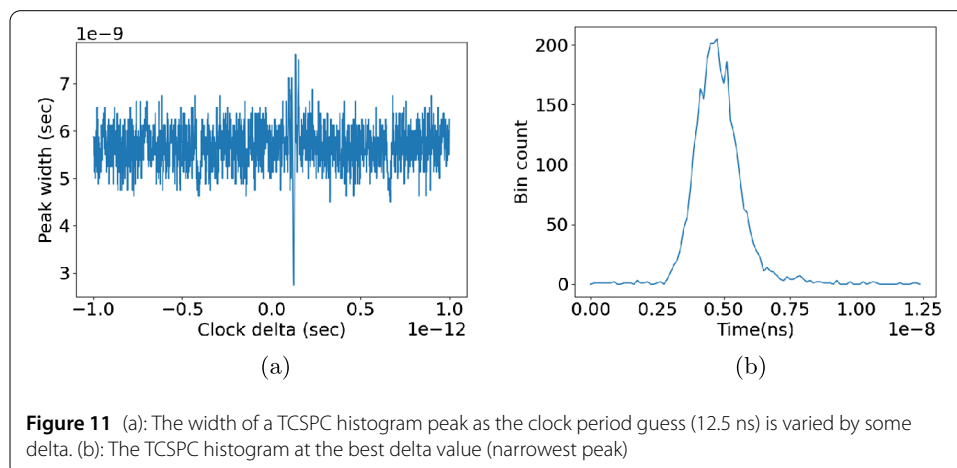 1e−9
7
6
5
4
3
Peak width (sec)
−1.0
−0.5
0.0
0.5
1.0
Clock delta (sec)
1e−12
(a)
200
150
100
50
0
Bin count
0.00
0.25
0.50
0.75
1.00
1.25
Time(ns)
1e−8
(b)
Figure 11 (a): The width of a TCSPC histogram peak as the clock period guess (12.5 ns) is varied by some
delta. (b): The TCSPC histogram at the best delta value (narrowest peak)